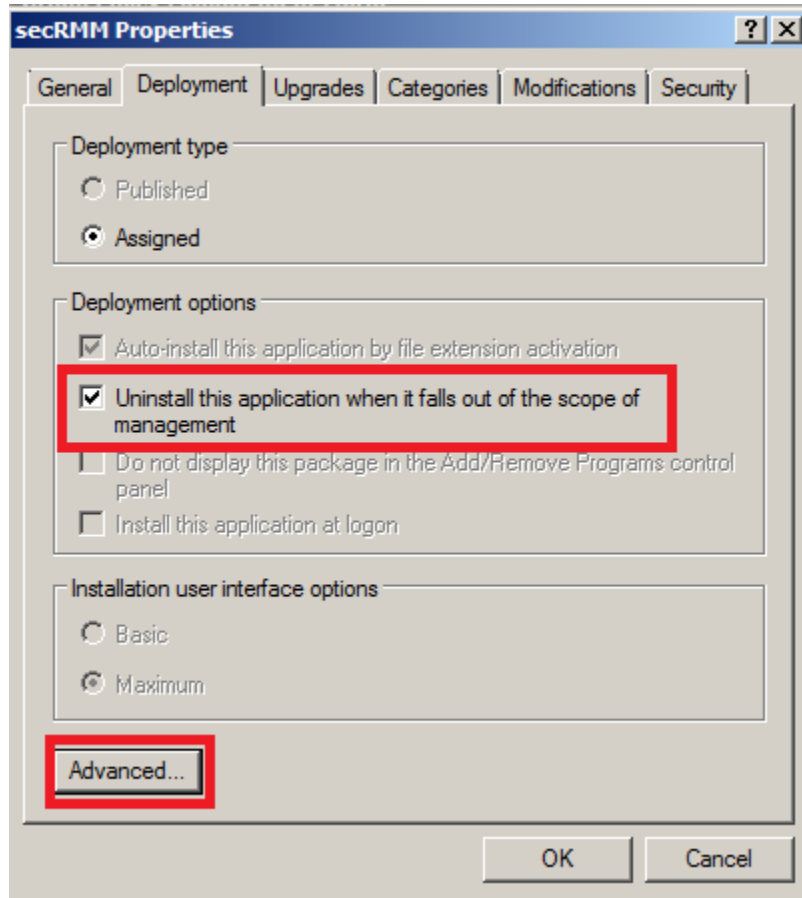 secRMM Properties
? X
General Deployment Upgrades Categories Modifications Security
Deployment type
Published
Assigned
Deployment options
Auto-install this application by file extension activation
Uninstall this application when it falls out of the scope of
management
Do not display this package in the Add/Remove Programs control
panel
Install this application at logon
Installation user interface options
Basic
Maximum
Advanced...
OK Cancel